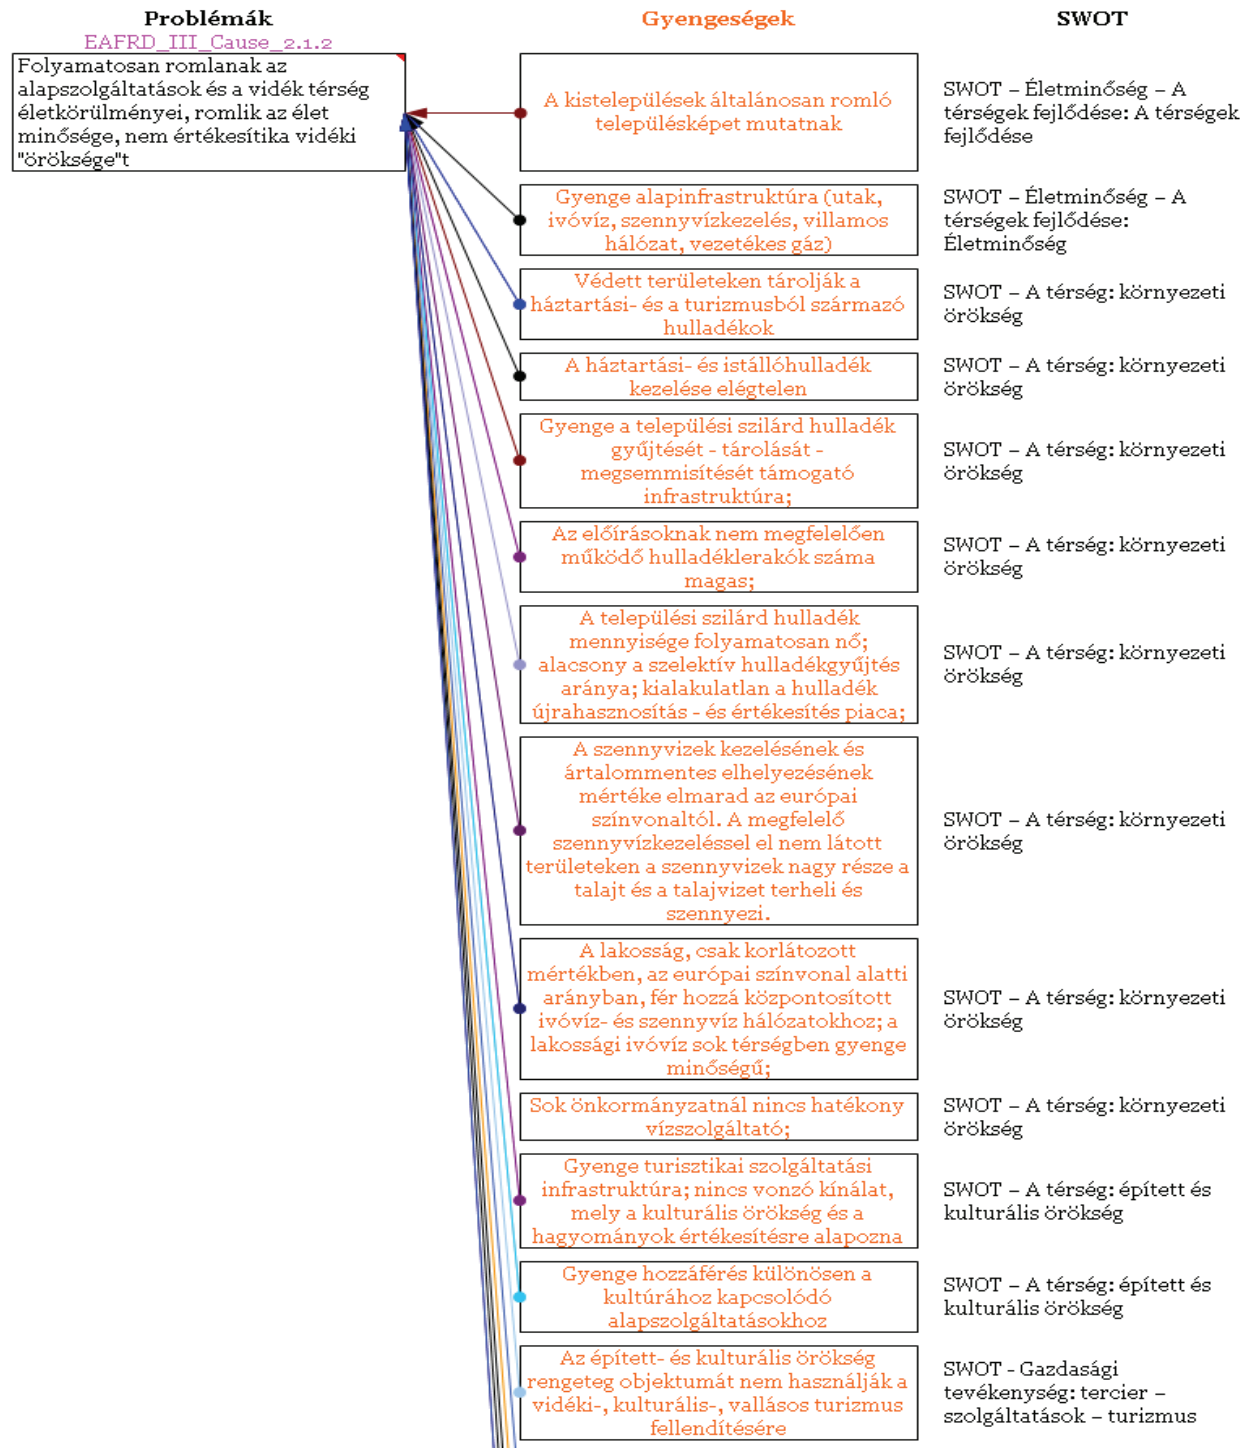 Problémák
Gyengeségek
SWOT
EAFRD_III_Cause_2.1.2
Folyamatosan romlanak az
alapszolgáltatások és a vidék térség
életkörülményei, romlik az élet
minősége, nem értékesítika vidéki
"öröksége"t
A kistelepülések általánosan romló
településképet mutatnak
SWOT – Életminőség – A
térségek fejlődése: A térségek
fejlődése
Gyenge alapinfrastruktúra (utak,
ivóvíz, szennyvízkezelés, villamos
hálózat, vezetékes gáz)
SWOT – Életminőség – A
térségek fejlődése:
Életminőség
Védett területeken tárolják a
háztartási- és a turizmusból származó
hulladékok
SWOT – A térség: környezeti
örökség
A háztartási- és istállóhulladék
kezelése elégtelen
SWOT – A térség: környezeti
örökség
Gyenge a települési szilárd hulladék
gyűjtését - tárolását -
megsemmisítését támogató
infrastruktúra;
SWOT – A térség: környezeti
örökség
Az előírásoknak nem megfelelően
működő hulladéklerakók száma
magas;
SWOT – A térség: környezeti
örökség
A települési szilárd hulladék
mennyisége folyamatosan nő;
alacsony a szelektív hulladékgyűjtés
aránya; kialakulatlan a hulladék
újrahasznosítás - és értékesítés piaca;
SWOT – A térség: környezeti
örökség
A szennyvizek kezelésének és
ártalommentes elhelyezésének
mértéke elmarad az európai
színvonaltól. A megfelelő
szennyvízkezeléssel el nem látott
területeken a szennyvizek nagy része a
talajt és a talajvizet terheli és
szennyezi.
SWOT – A térség: környezeti
örökség
A lakosság, csak korlátozott
mértékben, az európai színvonal alatti
arányban, fér hozzá központosított
ivóvíz- és szennyvíz hálózatokhoz; a
lakossági ivóvíz sok térségben gyenge
minőségű;
SWOT – A térség: környezeti
örökség
Sok önkormányzatnál nincs hatékony
vízszolgáltató;
SWOT – A térség: környezeti
örökség
Gyenge turisztikai szolgáltatási
infrastruktúra; nincs vonzó kínálat,
mely a kulturális örökség és a
hagyományok értékesítésre alapozna
SWOT – A térség: épített és
kulturális örökség
Gyenge hozzáférés különösen a
kultúrához kapcsolódó
alapszolgáltatásokhoz
SWOT – A térség: épített és
kulturális örökség
Az épített- és kulturális örökség
rengeteg objektumát nem használják a
vidéki-, kulturális-, vallásos turizmus
fellendítésére
SWOT - Gazdasági
tevékenység: tercier –
szolgáltatások – turizmus